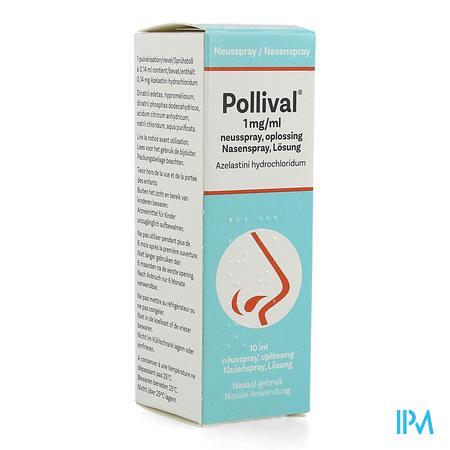 1 pulvérisation/nevel/Sprühstoß
à 0,14 ml contient/bevat/enthält:
0,14 mg Azelastini hydrochloridum
Dinatrii edetas, hypromellosum,
dinatrii phosphas dodecahydricus,
acidum citricum anhydricum,
natrii chloridum, aqua purificata.
Lire la notice avant utilisation.
Lees voor het gebruik de bijsluiter.
Packungsbeilage beachten.
Tenir hors de la vue et de la portée
des enfants.
Buiten het zicht en bereik van
kinderen bewaren.
Arzneimittel für Kinder
unzugänglich aufbewahren.
Ne pas utiliser pendant plus de
6 mois après la première ouverture.
Niet langer gebruiken dan
6 maanden na de eerste opening.
Nach Anbruch nur 6 Monate
verwendbar.
Ne pas mettre au réfrigérateur ou
ne pas congeler.
Niet in de koelkast of de vriezer
bewaren.
Nicht im Kühlschrank lagern oder
einfrieren.
A conserver à une température ne
dépassant pas 25°C.
Bewaren beneden 25°C.
Nicht über 25°C lagern.
Neusspray / Nasenspray
Pollival®
1 mg/ml
neusspray, oplossing
Nasenspray, Lösung
Azelastini hydrochloridum
10 ml
neusspray, oplossing
Nasenspray, Lösung
Nasaal gebruik
Nasale Anwendung
IPM